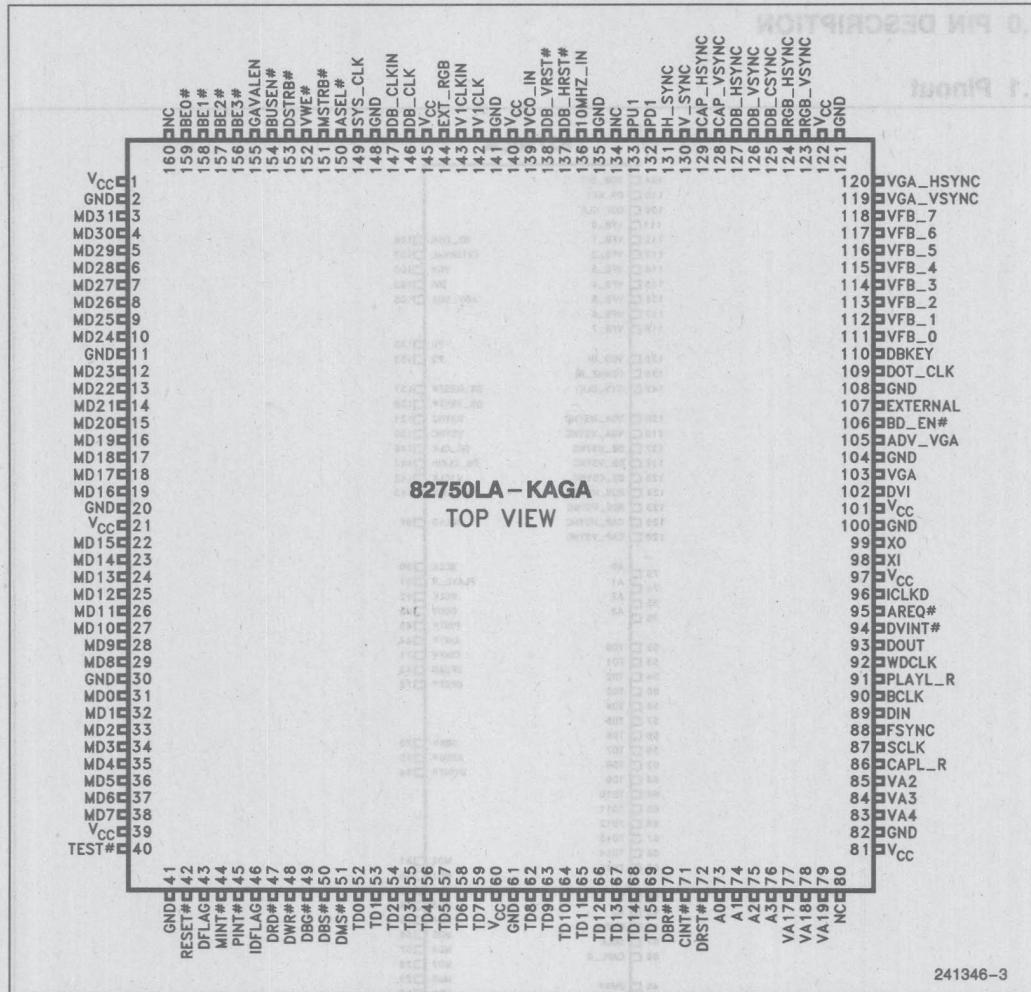 160 NC
159 BE0#
158 BE1#
157 BE2#
156 BE3#
155 GAVALEN
154 BUSEN#
153 DSTRB#
152 VWE#
151 MSTRB#
150 ASEL#
149 SYS_CLK
148 GND
147 DB_CLKIN
146 DB_CLK
145 VCC
144 EXT_RGB
143 V1CLKIN
142 V1CLK
141 GND
140 VCC
139 VCO_IN
138 DB_VRST#
137 DB_HRST#
136 10MHZ_IN
135 GND
134 NC
133 PU1
132 PD1
131 H_SYNC
130 V_SYNC
129 CAP_HSYNC
128 CAP_VSYNC
127 DB_HSYNC
126 DB_VSYNC
125 DB_CSYNC
124 RGB_HSYNC
123 RGB_VSYNC
122 VCC
121 GND
VCC 1
GND 2
MD31 3
MD30 4
MD29 5
MD28 6
MD27 7
MD26 8
MD25 9
MD24 10
GND 11
MD23 12
MD22 13
MD21 14
MD20 15
MD19 16
MD18 17
MD17 18
MD16 19
GND 20
VCC 21
MD15 22
MD14 23
MD13 24
MD12 25
MD11 26
MD10 27
MD9 28
MD8 29
GND 30
MD0 31
MD1 32
MD2 33
MD3 34
MD4 35
MD5 36
MD6 37
MD7 38
VCC 39
TEST# 40
82750LA – KAGA
TOP VIEW
120 VGA_HSYNC
119 VGA_VSYNC
118 VFB_7
117 VFB_6
116 VFB_5
115 VFB_4
114 VFB_3
113 VFB_2
112 VFB_1
111 VFB_0
110 DBKEY
109 DOT_CLK
108 GND
107 EXTERNAL
106 BD_EN#
105 ADV_VGA
104 GND
103 VGA
102 DVI
101 VCC
100 GND
99 XO
98 XI
97 VCC
96 ICLKD
95 AREQ#
94 DVINT#
93 DOUT
92 WDCLK
91 PLAYL_R
90 BCLK
89 DIN
88 FSYNC
87 SCLK
86 CAPL_R
85 VA2
84 VA3
83 VA4
82 GND
81 VCC
GND 41
RESET# 42
DFLAG 43
MINT# 44
PINT# 45
IDFLAG 46
DRD# 47
DWR# 48
DBG# 49
DBS# 50
DMS# 51
TD0 52
TD1 53
TD2 54
TD3 55
TD4 56
TD5 57
TD6 58
TD7 59
VCC 60
GND 61
TD8 62
TD9 63
TD10 64
TD11 65
TD12 66
TD13 67
TD14 68
TD15 69
DBR# 70
CINT# 71
DRST# 72
A0 73
A1 74
A2 75
A3 76
VA17 77
VA18 78
VA19 79
NC 80
241346–3